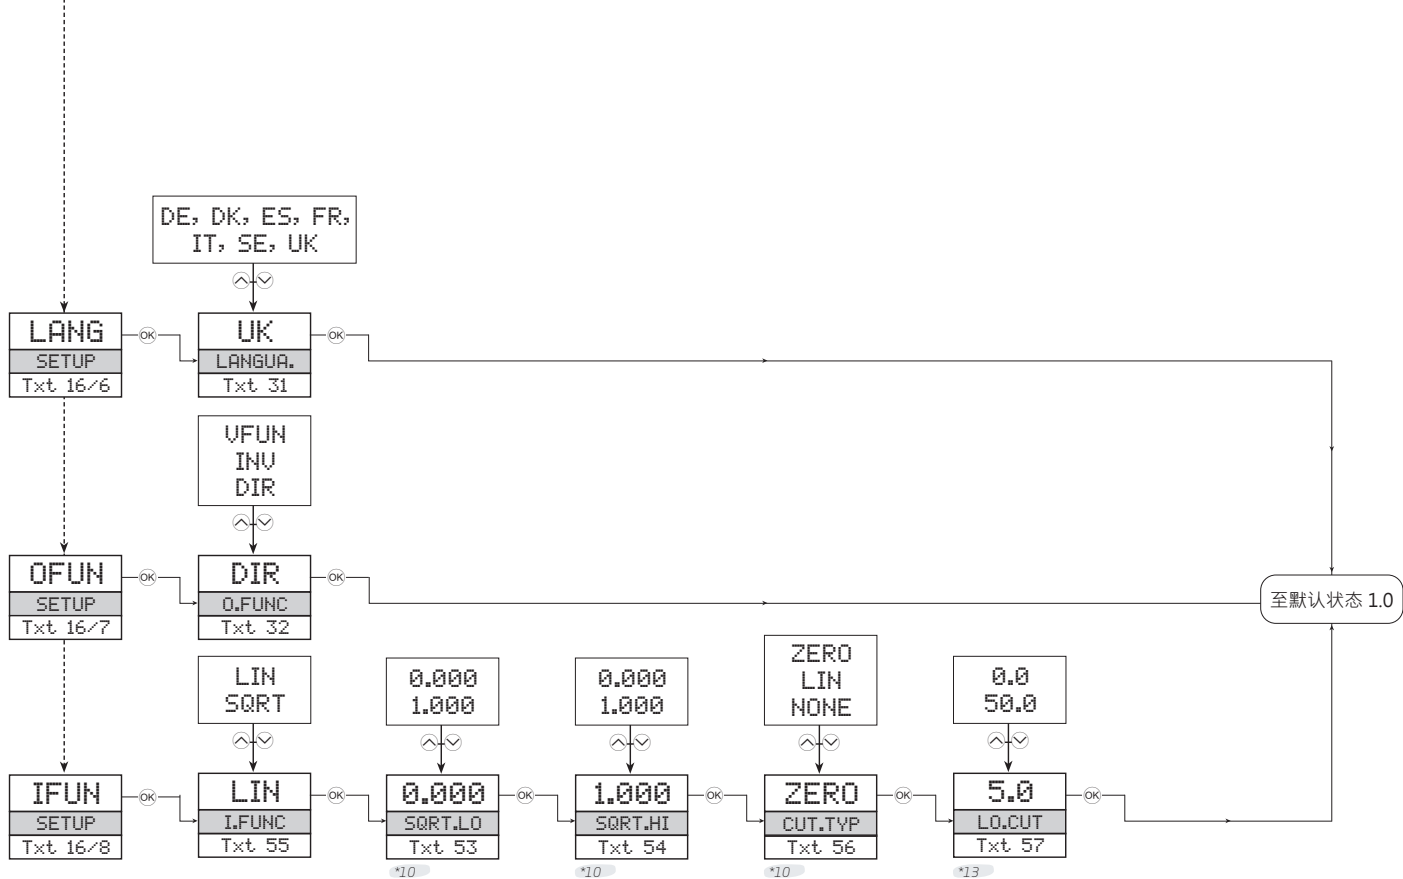 DE, DK, ES, FR,
IT, SE, UK
OK
OK
LANG
SETUP
Txt 16/6
UK
LANGUA.
Txt 31
VFUN
INV
DIR
OK
OK
OFUN
SETUP
Txt 16/7
DIR
O.FUNC
Txt 32
至默认状态 1.0
LIN
SQRT
0.000
1.000
0.000
1.000
ZERO
LIN
NONE
0.0
50.0
IFUN
SETUP
Txt 16/8
OK
LIN
I.FUNC
Txt 55
OK
0.000
SQRT.LO
Txt 53
*10
OK
1.000
SQRT.HI
Txt 54
*10
OK
ZERO
CUT.TYP
Txt 56
*10
OK
5.0
LO.CUT
Txt 57
*13
OK